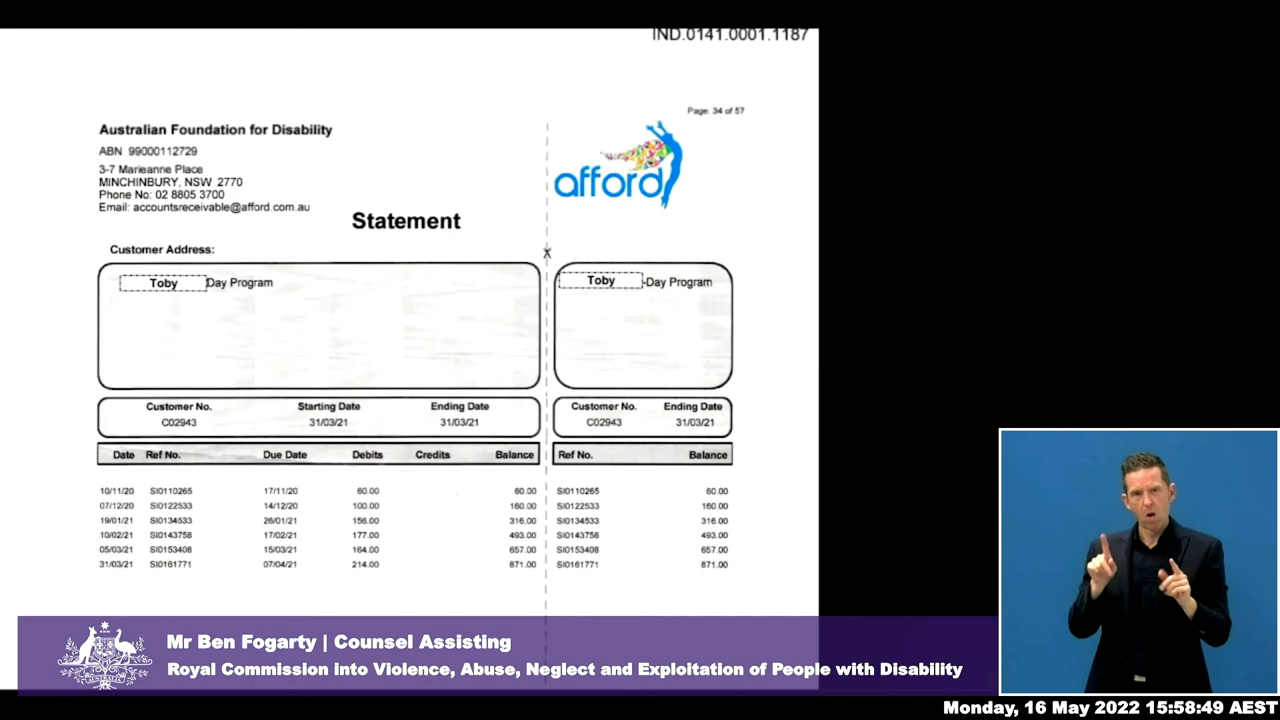 IND.0141.0001.1187
Page: 34 of 57
Australian Foundation for Disability
ABN 99000112729
3-7 Marieanne Place
MINCHINBURY, NSW 2770
Phone No: 02 8805 3700
Email: accountsreceivable@afford.com.au
afford
Statement
Customer Address:
X
Toby Day Program
Toby -Day Program
Customer No. Starting Date Ending Date Customer No. Ending Date
C02943 31/03/21 31/03/21 C02943 31/03/21
Date Ref No. Due Date Debits Credits Balance Ref No. Balance
10/11/20 SI0110265 17/11/20 60.00 60.00 SI0110265 60.00
07/12/20 SI0122533 14/12/20 100.00 160.00 SI0122533 160.00
19/01/21 SI0134533 26/01/21 156.00 316.00 SI0134533 316.00
10/02/21 SI0143758 17/02/21 177.00 493.00 SI0143758 493.00
05/03/21 SI0153408 15/03/21 164.00 657.00 SI0153408 657.00
31/03/21 SI0161771 07/04/21 214.00 871.00 SI0161771 871.00
Mr Ben Fogarty | Counsel Assisting
Royal Commission into Violence, Abuse, Neglect and Exploitation of People with Disability
Monday, 16 May 2022 15:58:49 AEST